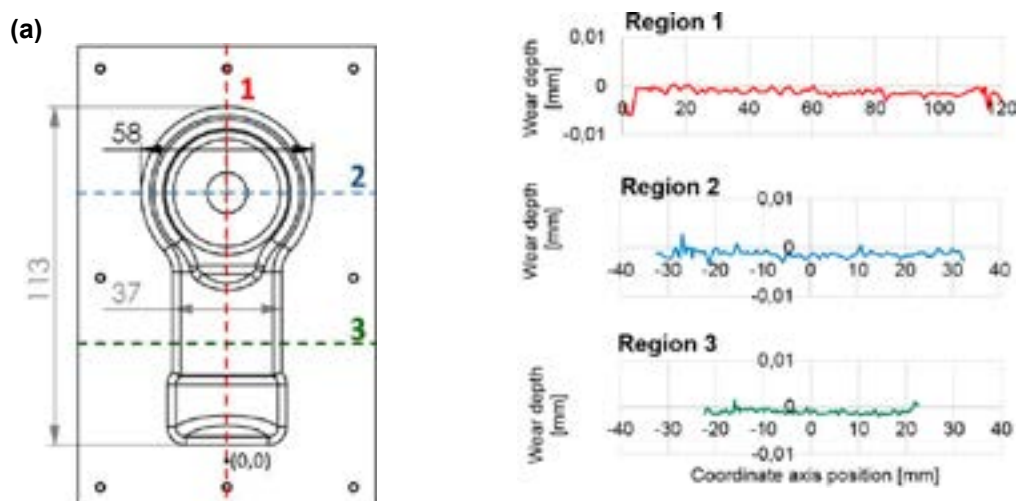 (a)
1
58
2
113
37
3
(0,0)
Region 1
Wear depth
[mm]
0,01
0
-0,01
0 20 40 60 80 100 120
Region 2
Wear depth
[mm]
0,01
0
-0,01
-40 -30 -20 -10 0 10 20 30 40
Region 3
Wear depth
[mm]
0,01
0
-0,01
-40 -30 -20 -10 0 10 20 30 40
Coordinate axis position [mm]